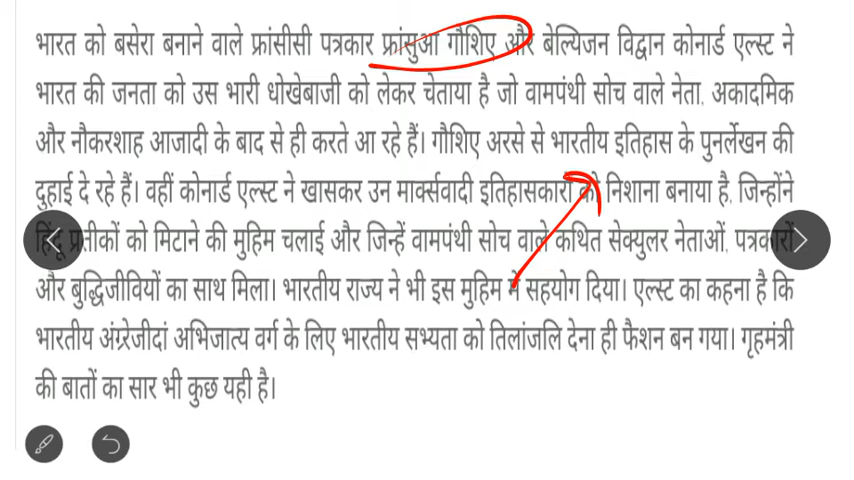 भारत को बसेरा बनाने वाले फ्रांसीसी पत्रकार फ्रांसुआ गौशिए और बेल्यिजन विद्वान कोनार्ड एल्स्ट ने
भारत की जनता को उस भारी धोखेबाजी को लेकर चेताया है जो वामपंथी सोच वाले नेता, अकादमिक
और नौकरशाह आजादी के बाद से ही करते आ रहे हैं। गौशिए अरसे से भारतीय इतिहास के पुनर्लेखन की
दुहाई दे रहे हैं। वहीं कोनार्ड एल्स्ट ने खासकर उन मार्क्सवादी इतिहासकारों को निशाना बनाया है, जिन्होंने
हिंदू प्रतीकों को मिटाने की मुहिम चलाई और जिन्हें वामपंथी सोच वाले कथित सेक्युलर नेताओं, पत्रकारों
और बुद्धिजीवियों का साथ मिला। भारतीय राज्य ने भी इस मुहिम में सहयोग दिया। एल्स्ट का कहना है कि
भारतीय अंग्रेजीदां अभिजात्य वर्ग के लिए भारतीय सभ्यता को तिलांजलि देना ही फैशन बन गया। गृहमंत्री
की बातों का सार भी कुछ यही है।